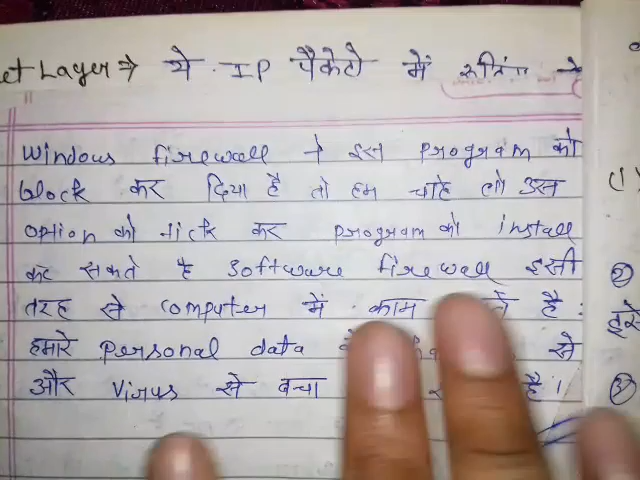 et Layer → ये IP पैकेटो में
Windows firewall → इस program को
block कर दिया है तो हम चाहे तो उस
option को tick कर program को install
कर सकते है software firewall इसी
तरह से computer में काम ते है
हमारे personal data से
और Virus से बचा है।